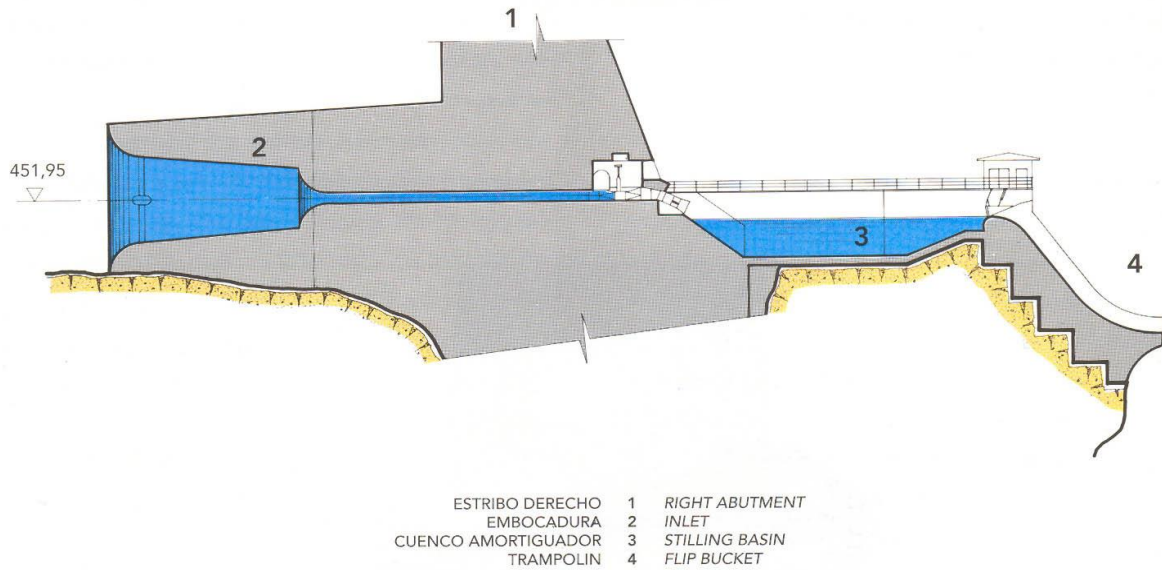 1
2
451,95
3
4
ESTRIBO DERECHO 1 RIGHT ABUTMENT
EMBOCADURA 2 INLET
CUENCO AMORTIGUADOR 3 STILLING BASIN
TRAMPOLIN 4 FLIP BUCKET